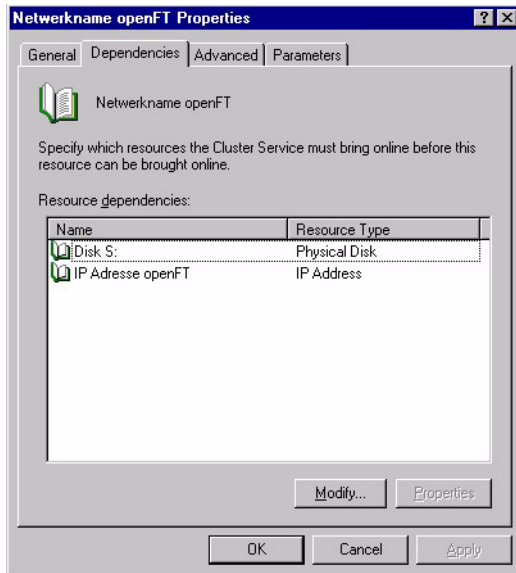 Netwerkname openFT Properties
General Dependencies Advanced Parameters
Netwerkname openFT
Specify which resources the Cluster Service must bring online before this
resource can be brought online.
Resource dependencies:
Name Resource Type
Disk S: Physical Disk
IP Adresse openFT IP Address
Modify... Properties
OK Cancel Apply